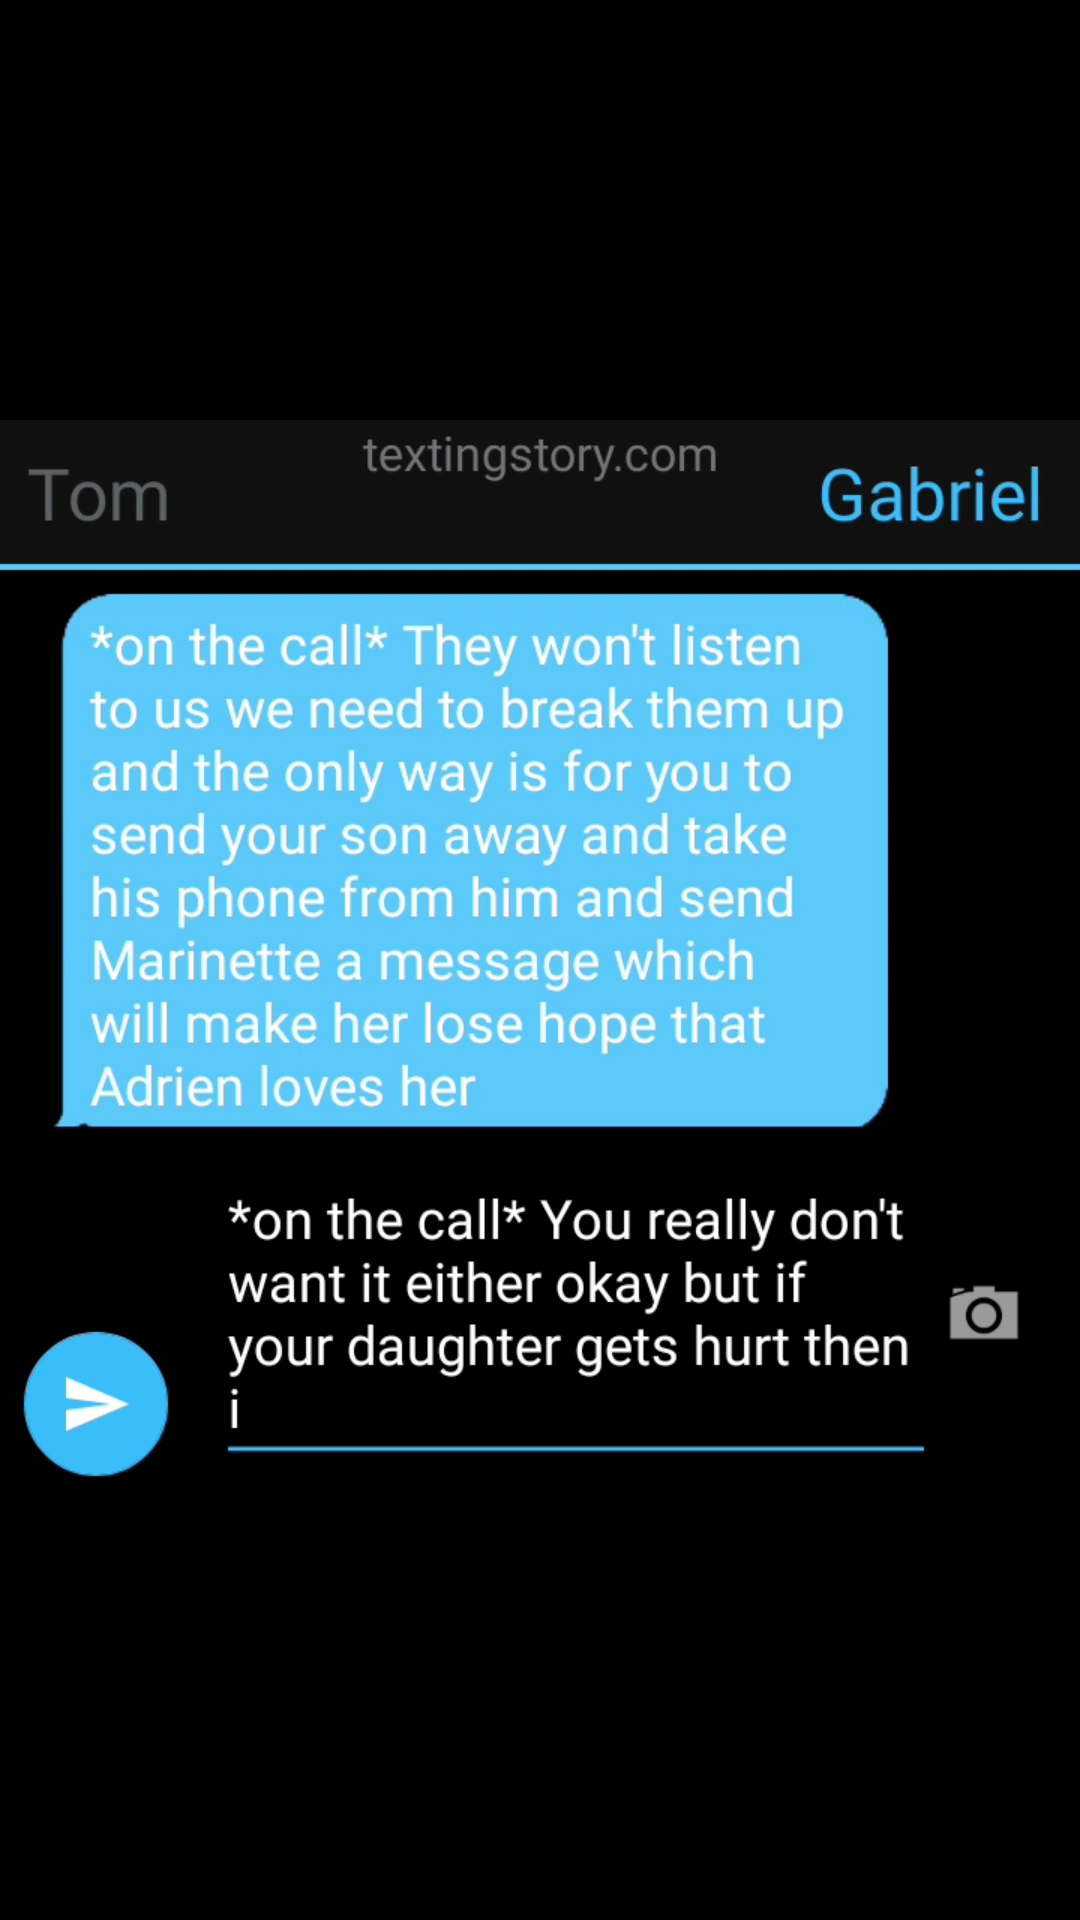 textingstory.com
Tom
Gabriel
*on the call* They won't listen
to us we need to break them up
and the only way is for you to
send your son away and take
his phone from him and send
Marinette a message which
will make her lose hope that
Adrien loves her
*on the call* You really don't
want it either okay but if
your daughter gets hurt then
i